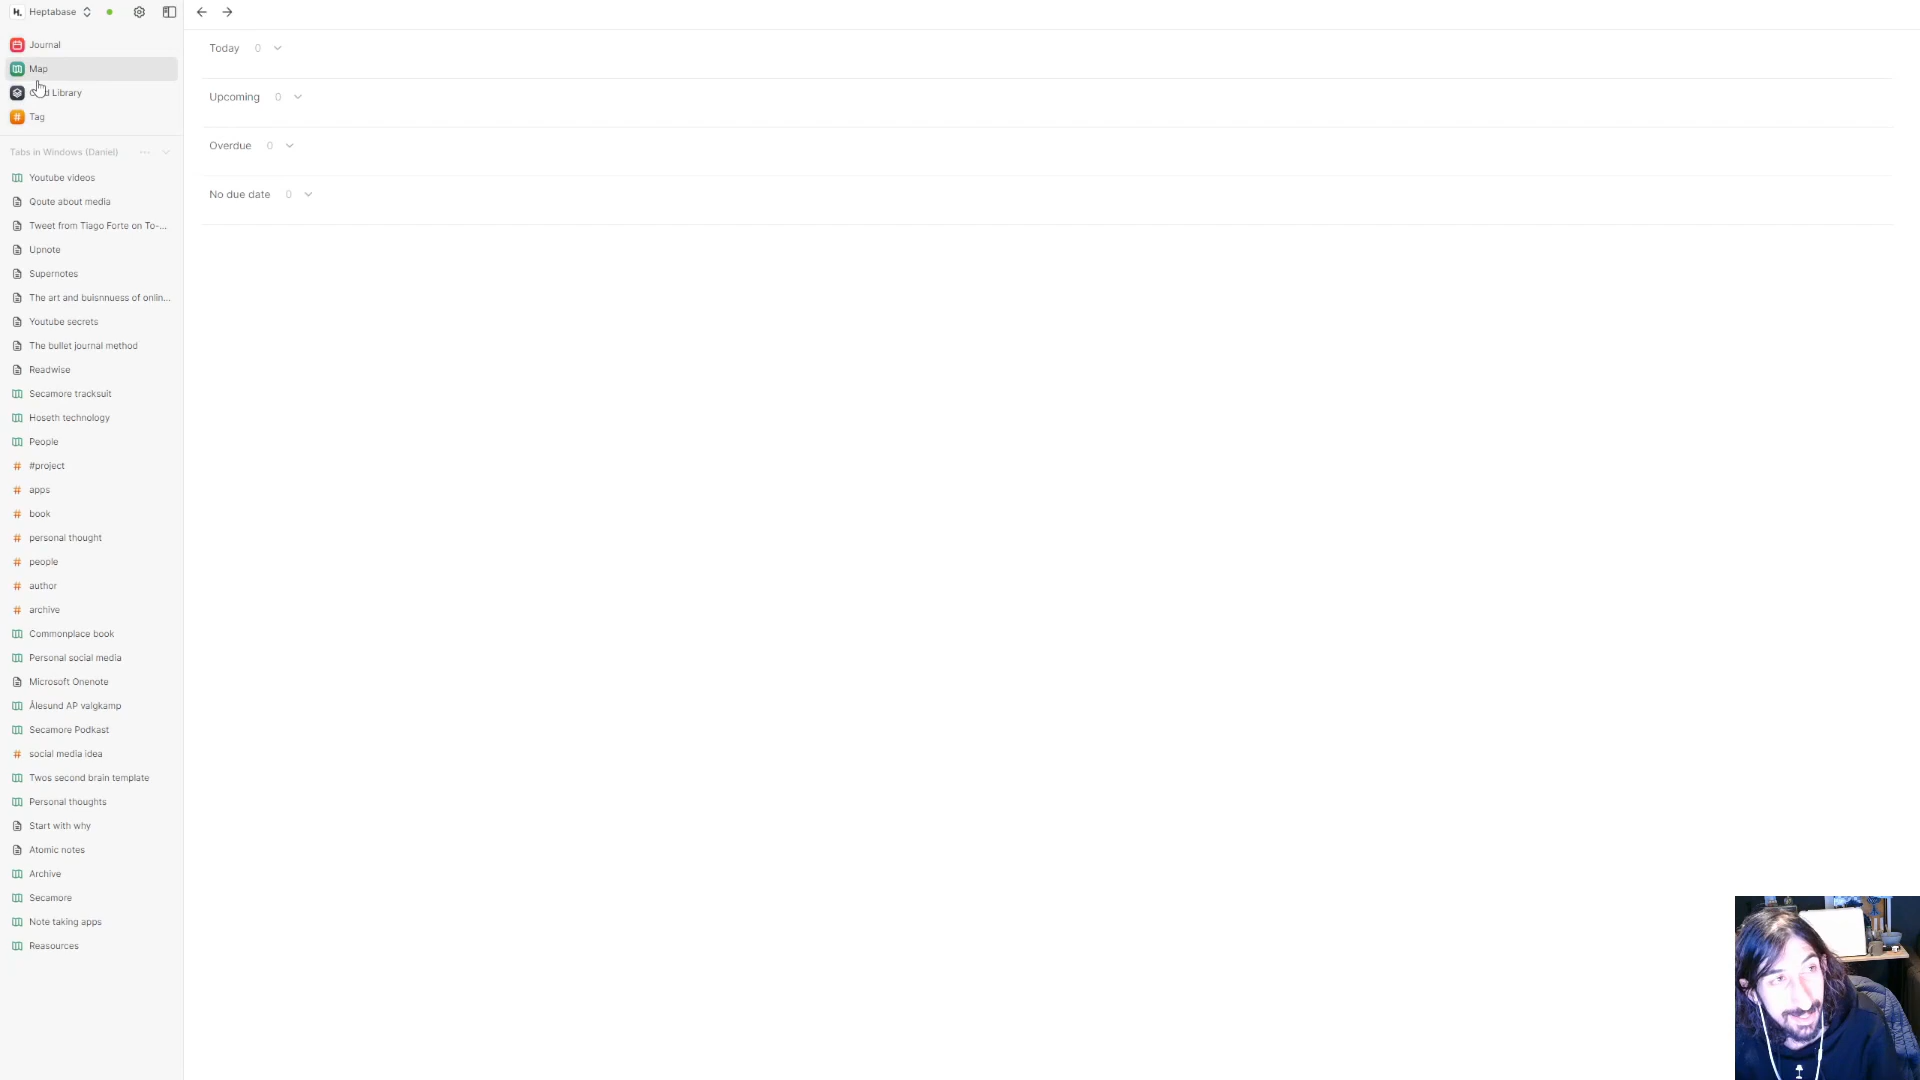 Heptabase
Journal
Map
Library
Tag
Tabs in Windows (Daniel)
Youtube videos
Qoute about media
Tweet from Tiago Forte on To-...
Upnote
Supernotes
The art and buisnnuess of onlin...
Youtube secrets
The bullet journal method
Readwise
Secamore tracksuit
Hoseth technology
People
# #project
# apps
# book
# personal thought
# people
# author
# archive
Commonplace book
Personal social media
Microsoft Onenote
Ålesund AP valgkamp
Secamore Podkast
# social media idea
Twos second brain template
Personal thoughts
Start with why
Atomic notes
Archive
Secamore
Note taking apps
Reasources
Today 0
Upcoming 0
Overdue 0
No due date 0